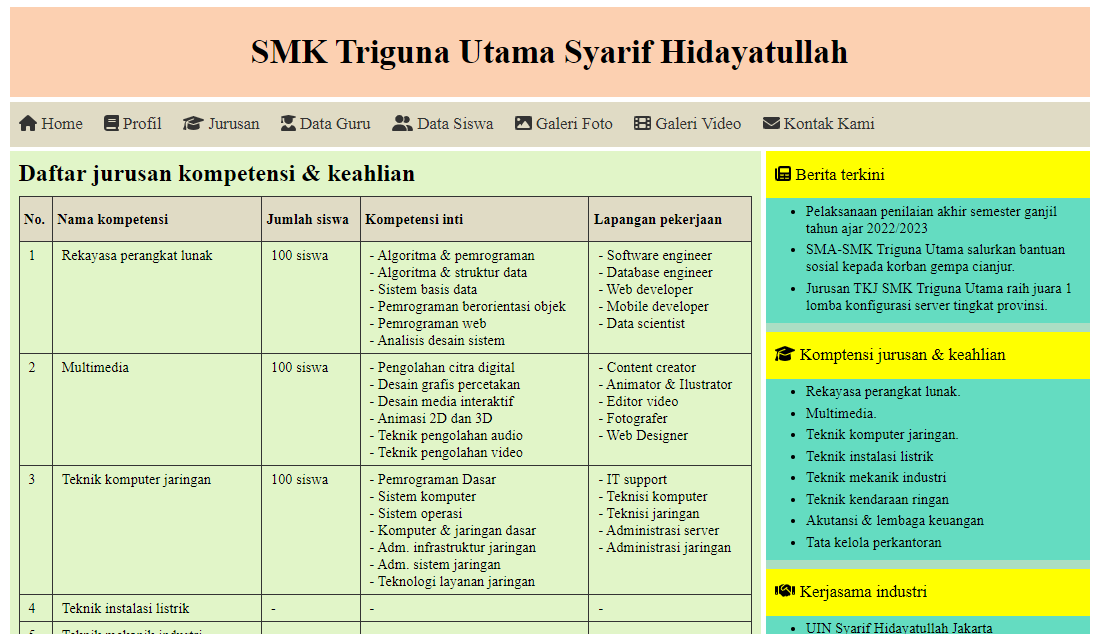 SMK Triguna Utama Syarif Hidayatullah
Home Profil Jurusan Data Guru Data Siswa Galeri Foto Galeri Video Kontak Kami
Daftar jurusan kompetensi & keahlian
No. Nama kompetensi Jumlah siswa Kompetensi inti Lapangan pekerjaan
1 Rekayasa perangkat lunak 100 siswa - Algoritma & pemrograman - Software engineer
- Algoritma & struktur data - Database engineer
- Sistem basis data - Web developer
- Pemrograman berorientasi objek - Mobile developer
- Pemrograman web - Data scientist
- Analisis desain sistem
2 Multimedia 100 siswa - Pengolahan citra digital - Content creator
- Desain grafis percetakan - Animator & Ilustrator
- Desain media interaktif - Editor video
- Animasi 2D dan 3D - Fotografer
- Teknik pengolahan audio - Web Designer
- Teknik pengolahan video
3 Teknik komputer jaringan 100 siswa - Pemrograman Dasar - IT support
- Sistem komputer - Teknisi komputer
- Sistem operasi - Teknisi jaringan
- Komputer & jaringan dasar - Administrasi server
- Adm. infrastruktur jaringan - Administrasi jaringan
- Adm. sistem jaringan
- Teknologi layanan jaringan
4 Teknik instalasi listrik - - -
5 Teknik mekanik industri
Berita terkini
• Pelaksanaan penilaian akhir semester ganjil
tahun ajar 2022/2023
• SMA-SMK Triguna Utama salurkan bantuan
sosial kepada korban gempa cianjur.
• Jurusan TKJ SMK Triguna Utama raih juara 1
lomba konfigurasi server tingkat provinsi.
Komptensi jurusan & keahlian
• Rekayasa perangkat lunak.
• Multimedia.
• Teknik komputer jaringan.
• Teknik instalasi listrik
• Teknik mekanik industri
• Teknik kendaraan ringan
• Akutansi & lembaga keuangan
• Tata kelola perkantoran
Kerjasama industri
• UIN Syarif Hidayatullah Jakarta